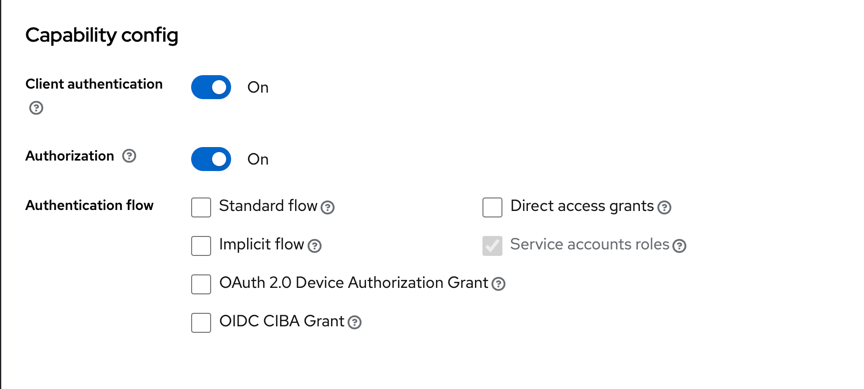 Capability config
Client authentication
On
Authorization
On
Authentication flow
Standard flow
Direct access grants
Implicit flow
Service accounts roles
OAuth 2.0 Device Authorization Grant
OIDC CIBA Grant